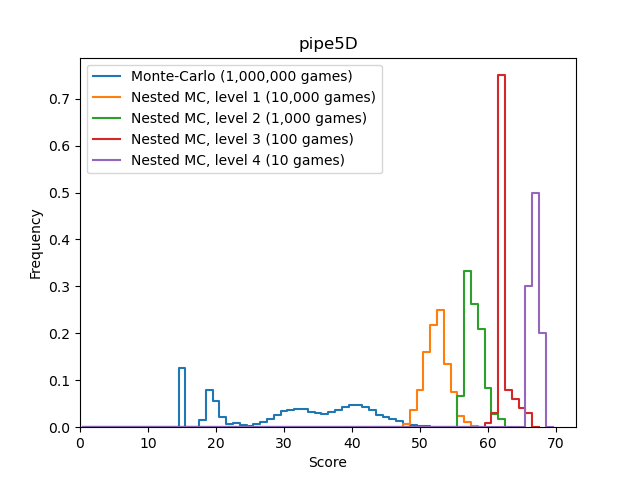 pipe5D
Monte-Carlo (1,000,000 games)
Nested MC, level 1 (10,000 games)
Nested MC, level 2 (1,000 games)
Nested MC, level 3 (100 games)
Nested MC, level 4 (10 games)
Frequency
0.7
0.6
0.5
0.4
0.3
0.2
0.1
0.0
0 10 20 30 40 50 60 70
Score